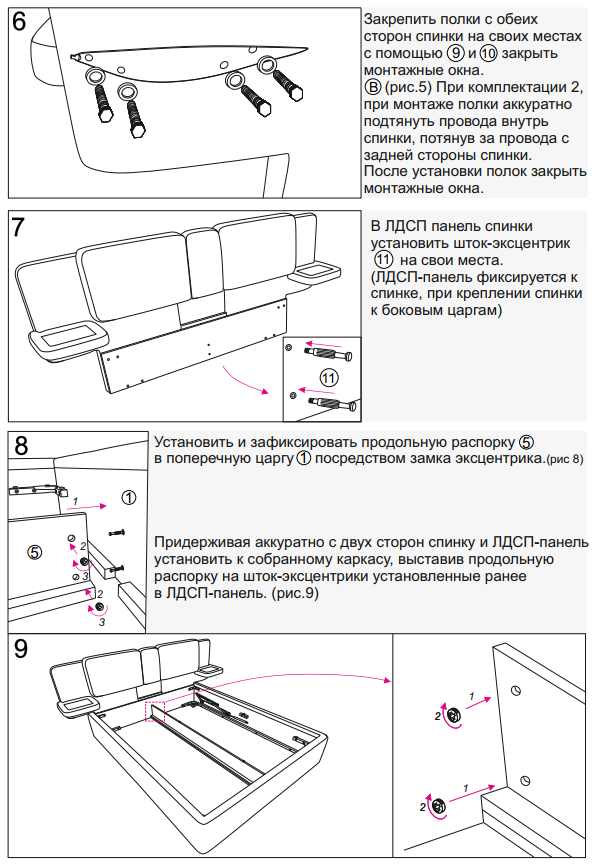 6
Закрепить полки с обеих
сторон спинки на своих местах
с помощью ⑨ и ⑩ закрыть
монтажные окна.
Ⓑ (рис.5) При комплектации 2,
при монтаже полки аккуратно
подтянуть провода внутрь
спинки, потянув за провода с
задней стороны спинки.
После установки полок закрыть
монтажные окна.
7
В ЛДСП панель спинки
установить шток-эксцентрик
⑪ на свои места.
(ЛДСП-панель фиксируется к
спинке, при креплении спинки
к боковым царгам)
⑪
8
Установить и зафиксировать продольную распорку ⑤
в поперечную царгу ① посредством замка эксцентрика.(рис 8)
1
①
⑤
2
3
2
3
Придерживая аккуратно с двух сторон спинку и ЛДСП-панель
установить к собранному каркасу, выставив продольную
распорку на шток-эксцентрики установленные ранее
в ЛДСП-панель. (рис.9)
9
1
2
1
2